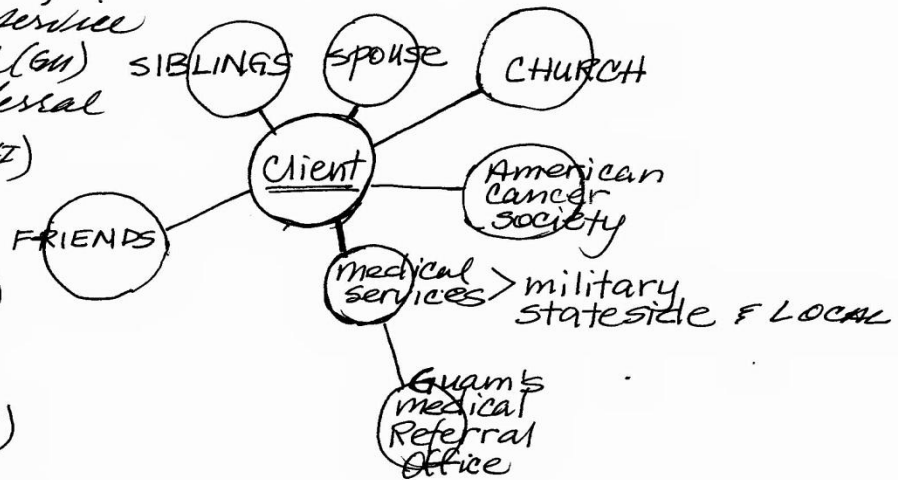 service
(GU)
SIBLINGS
spouse
CHURCH
Client
American
cancer
society
FRIENDS
medical
services > military
stateside & LOCAL
Guam's
medical
Referral
Office